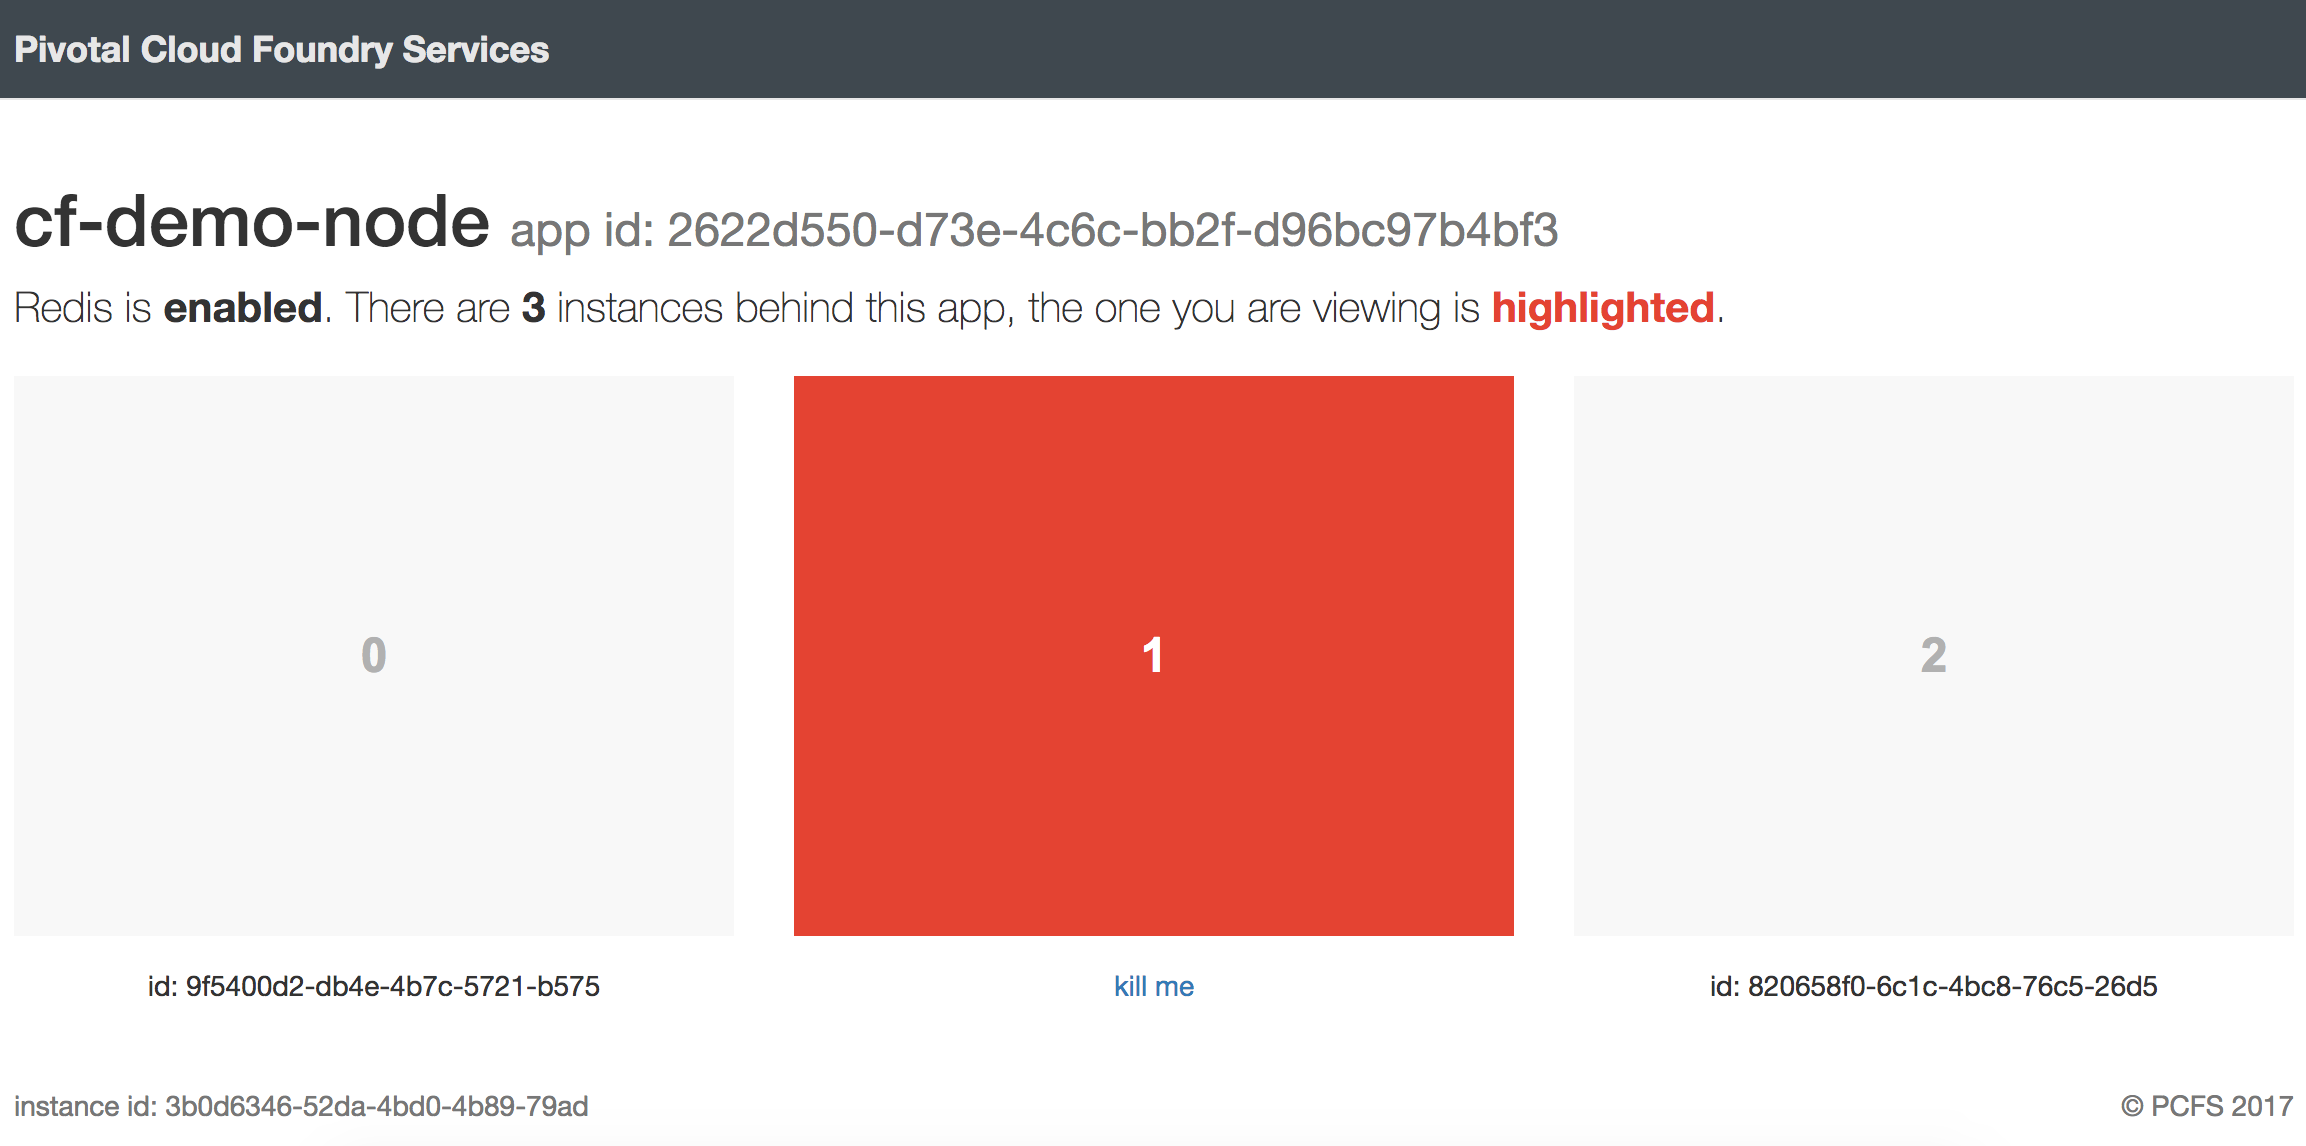 Pivotal Cloud Foundry Services
cf-demo-node app id: 2622d550-d73e-4c6c-bb2f-d96bc97b4bf3
Redis is enabled. There are 3 instances behind this app, the one you are viewing is highlighted.
0
1
2
id: 9f5400d2-db4e-4b7c-5721-b575
kill me
id: 820658f0-6c1c-4bc8-76c5-26d5
instance id: 3b0d6346-52da-4bd0-4b89-79ad
© PCFS 2017